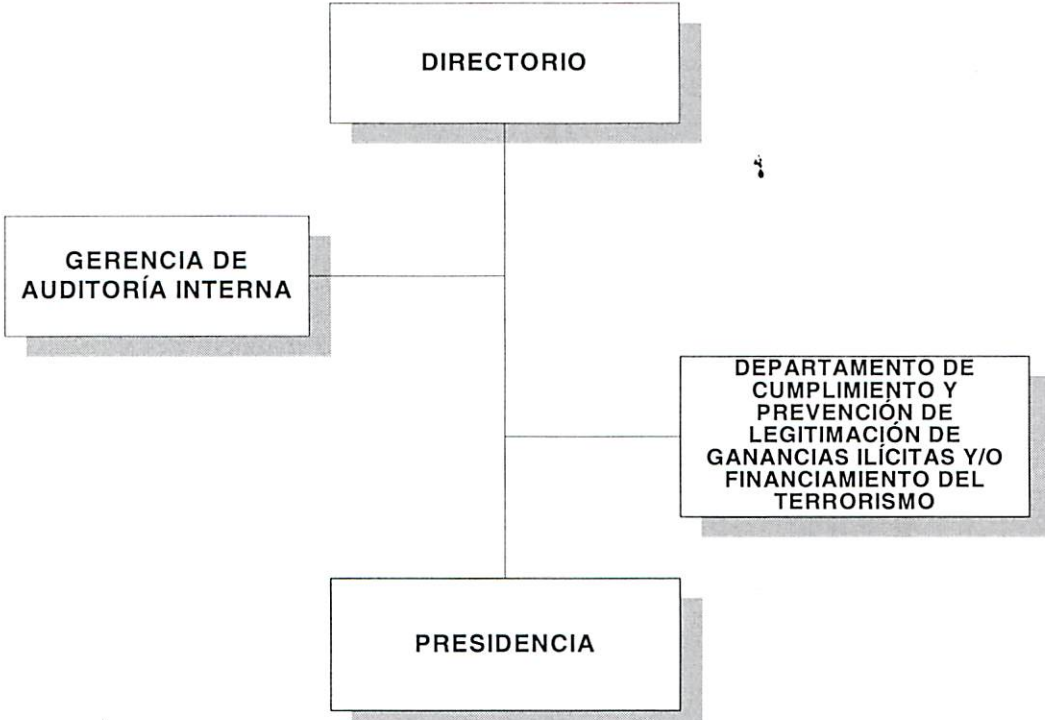 DIRECTORIO
GERENCIA DE
AUDITORÍA INTERNA
DEPARTAMENTO DE
CUMPLIMIENTO Y
PREVENCIÓN DE
LEGITIMACIÓN DE
GANANCIAS ILÍCITAS Y/O
FINANCIAMIENTO DEL
TERRORISMO
PRESIDENCIA